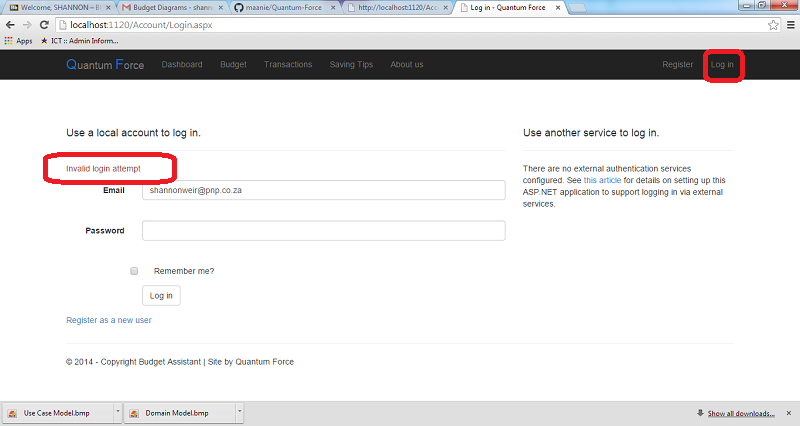 Welcome, SHANNON – El
Budget Diagrams - shanno
maanie/Quantum-Force
http://localhost:1120/Acco
Log in - Quantum Force
localhost:1120/Account/Login.aspx
Apps
ICT :: Admin Inform...
Quantum Force
Dashboard
Budget
Transactions
Saving Tips
About us
Register
Log in
Use a local account to log in.
Invalid login attempt
Email
shannonweir@pnp.co.za
Password
Remember me?
Log in
Register as a new user
Use another service to log in.
There are no external authentication services
configured. See this article for details on setting up this
ASP.NET application to support logging in via external
services.
© 2014 - Copyright Budget Assistant | Site by Quantum Force
Use Case Model.bmp
Domain Model.bmp
Show all downloads...